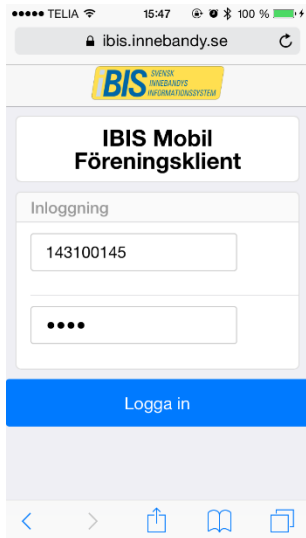 TELIA 15:47 100 %
ibis.innebandy.se
BIS SVENSK
INNEBANDYS
INFORMATIONSSYSTEM
IBIS Mobil
Föreningsklient
Inloggning
143100145
••••
Logga in